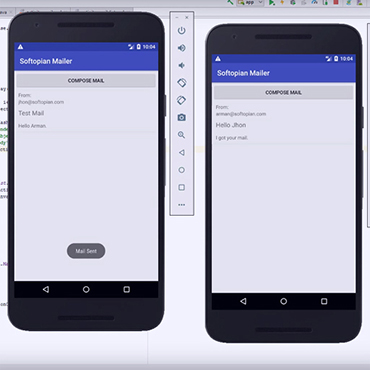 app
10:04
Softopian Mailer
COMPOSE MAIL
From:
jhon@softopian.com
Test Mail
Hello Arman.
Mail Sent
10:04
Softopian Mailer
COMPOSE MAIL
From:
arman@softopian.com
Hello Jhon
I got your mail.